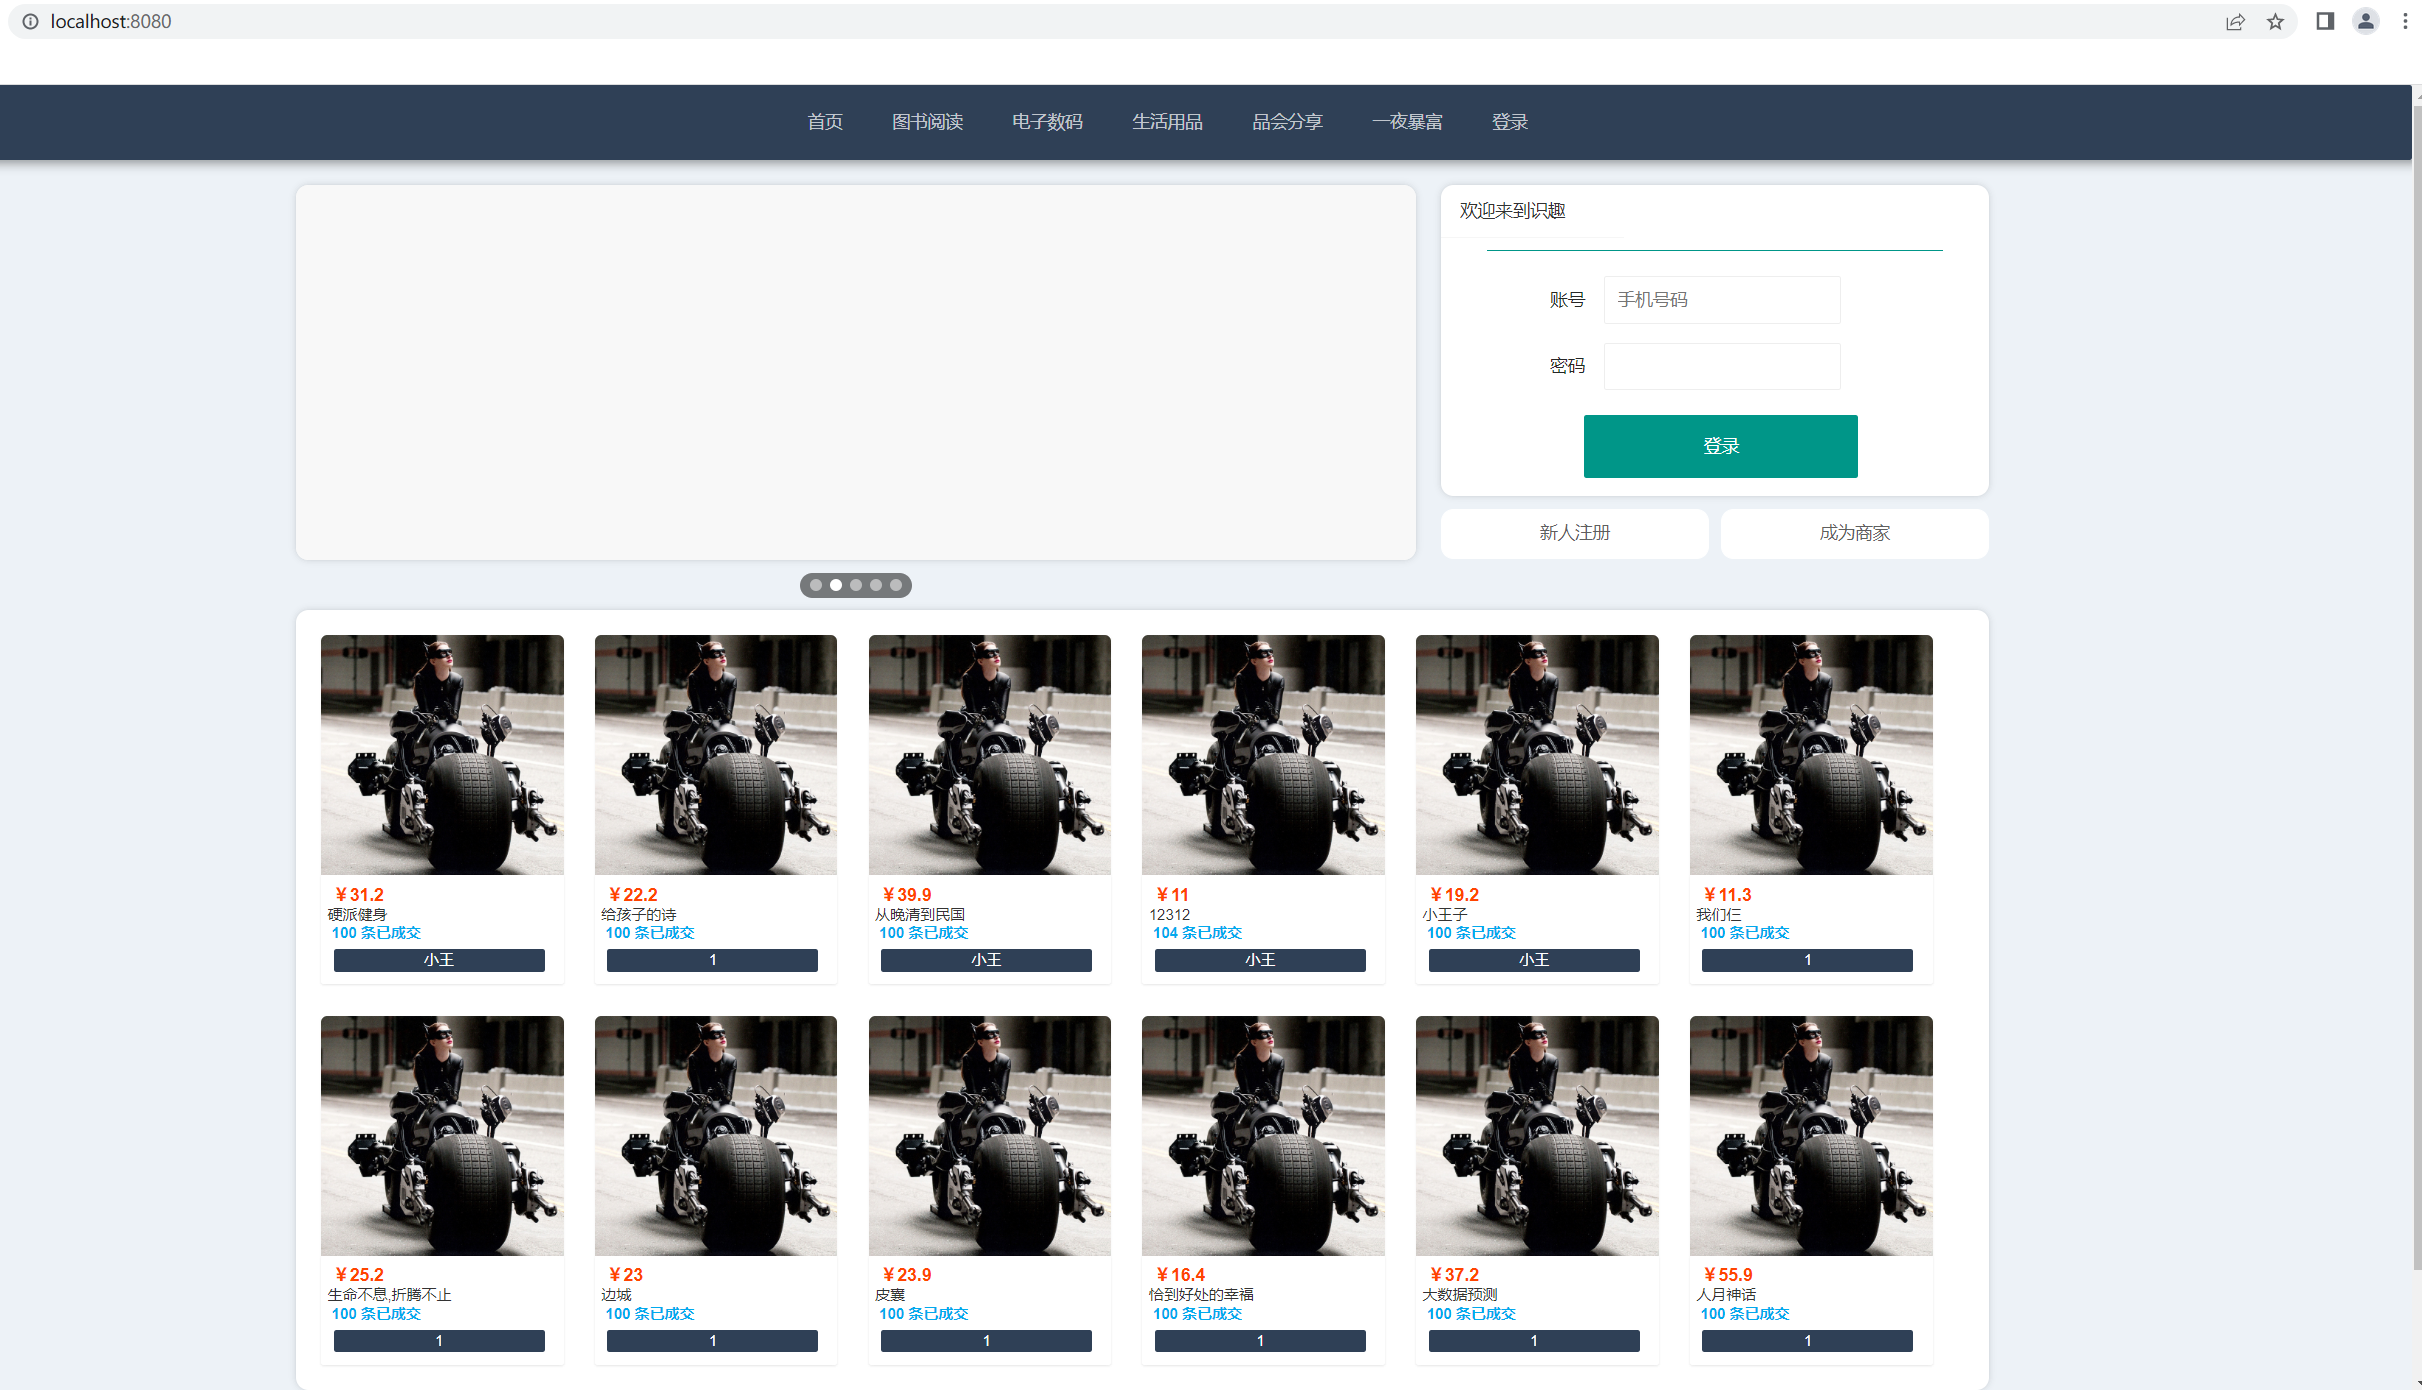 localhost:8080
首页 图书阅读 电子数码 生活用品 品会分享 一夜暴富 登录
欢迎来到识趣
账号 手机号码
密码
登录
新人注册 成为商家
￥31.2 ￥22.2 ￥39.9 ￥11 ￥19.2 ￥11.3
硬派健身 给孩子的诗 从晚清到民国 12312 小王子 我们仨
100 条已成交 100 条已成交 100 条已成交 104 条已成交 100 条已成交 100 条已成交
小王 1 小王 小王 小王 1
￥25.2 ￥23 ￥23.9 ￥16.4 ￥37.2 ￥55.9
生命不息,折腾不止 边城 皮囊 恰到好处的幸福 大数据预测 人月神话
100 条已成交 100 条已成交 100 条已成交 100 条已成交 100 条已成交 100 条已成交
1 1 1 1 1 1